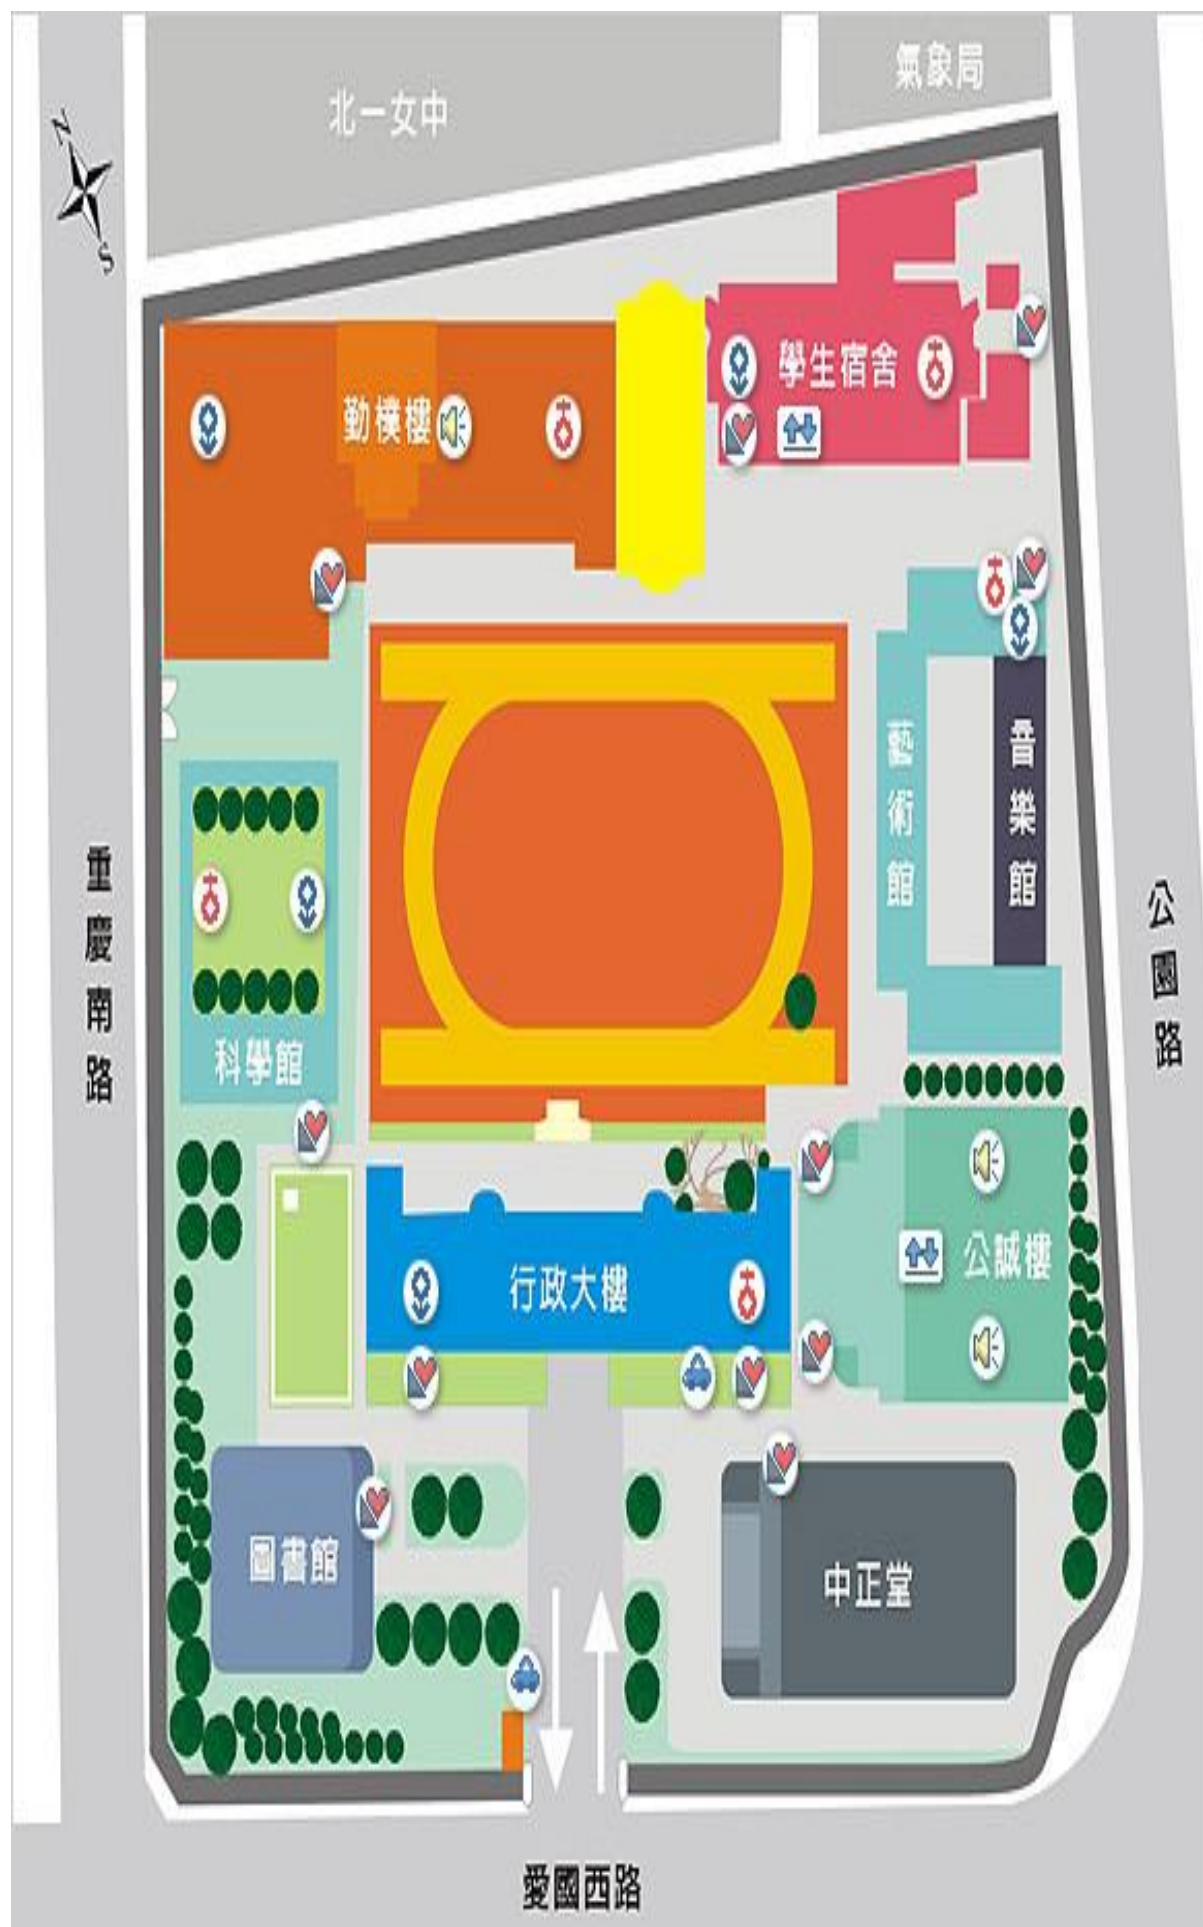 氣象局
北一女中
N
S
學生宿舍
勤樸樓
藝術館
音樂館
重慶南路
公園路
科學館
公誠樓
行政大樓
圖書館
中正堂
愛國西路